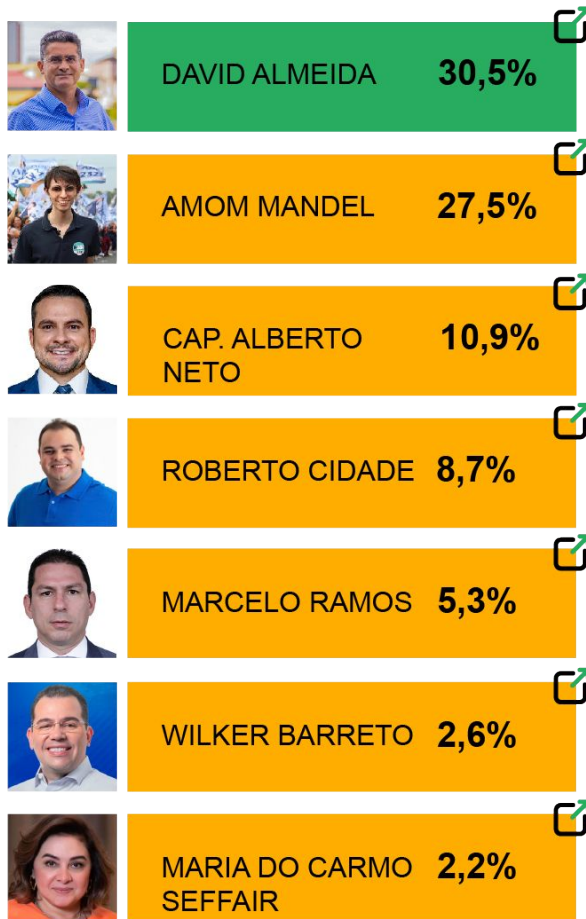 DAVID ALMEIDA 30,5%
AMOM MANDEL 27,5%
CAP. ALBERTO 10,9%
NETO
ROBERTO CIDADE 8,7%
MARCELO RAMOS 5,3%
WILKER BARRETO 2,6%
MARIA DO CARMO 2,2%
SEFFAIR